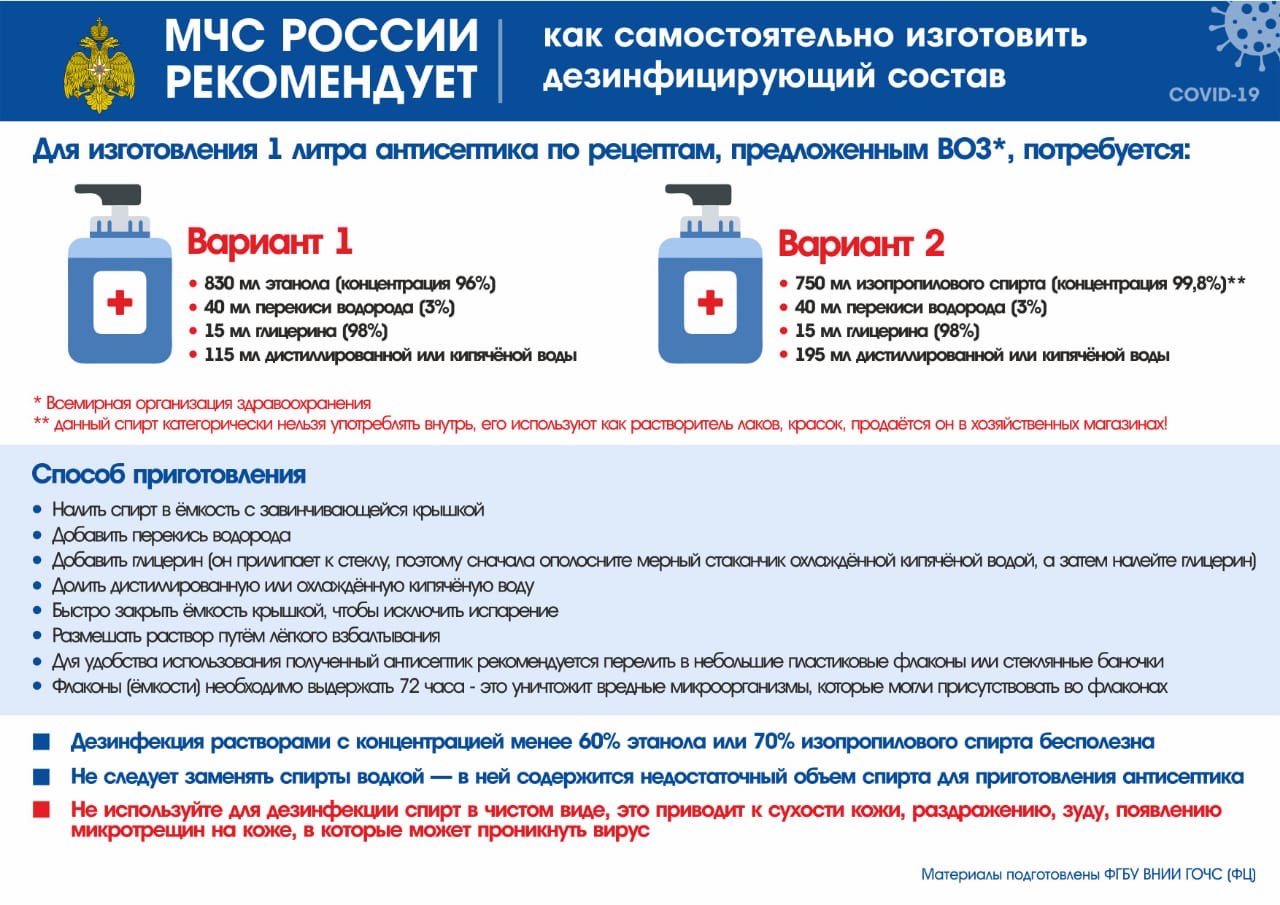 МЧС РОССИИ
РЕКОМЕНДУЕТ
как самостоятельно изготовить
дезинфицирующий состав
COVID-19
Для изготовления 1 литра антисептика по рецептам, предложенным ВОЗ*, потребуется:
Вариант 1
• 830 мл этанола (концентрация 96%)
• 40 мл перекиси водорода (3%)
• 15 мл глицерина (98%)
• 115 мл дистиллированной или кипячёной воды
Вариант 2
• 750 мл изопропилового спирта (концентрация 99,8%)**
• 40 мл перекиси водорода (3%)
• 15 мл глицерина (98%)
• 195 мл дистиллированной или кипячёной воды
* Всемирная организация здравоохранения
** данный спирт категорически нельзя употреблять внутрь, его используют как растворитель лаков, красок, продаётся он в хозяйственных магазинах!
Способ приготовления
• Налить спирт в ёмкость с завинчивающейся крышкой
• Добавить перекись водорода
• Добавить глицерин (он прилипает к стеклу, поэтому сначала ополосните мерный стаканчик охлаждённой кипячёной водой, а затем налейте глицерин)
• Долить дистиллированную или охлаждённую кипячёную воду
• Быстро закрыть ёмкость крышкой, чтобы исключить испарение
• Размешать раствор путём лёгкого взбалтывания
• Для удобства использования полученный антисептик рекомендуется перелить в небольшие пластиковые флаконы или стеклянные баночки
• Флаконы (ёмкости) необходимо выдержать 72 часа - это уничтожит вредные микроорганизмы, которые могли присутствовать во флаконах
Дезинфекция растворами с концентрацией менее 60% этанола или 70% изопропилового спирта бесполезна
Не следует заменять спирты водкой — в ней содержится недостаточный объем спирта для приготовления антисептика
Не используйте для дезинфекции спирт в чистом виде, это приводит к сухости кожи, раздражению, зуду, появлению
микротрещин на коже, в которые может проникнуть вирус
Материалы подготовлены ФГБУ ВНИИ ГОЧС (ФЦ)